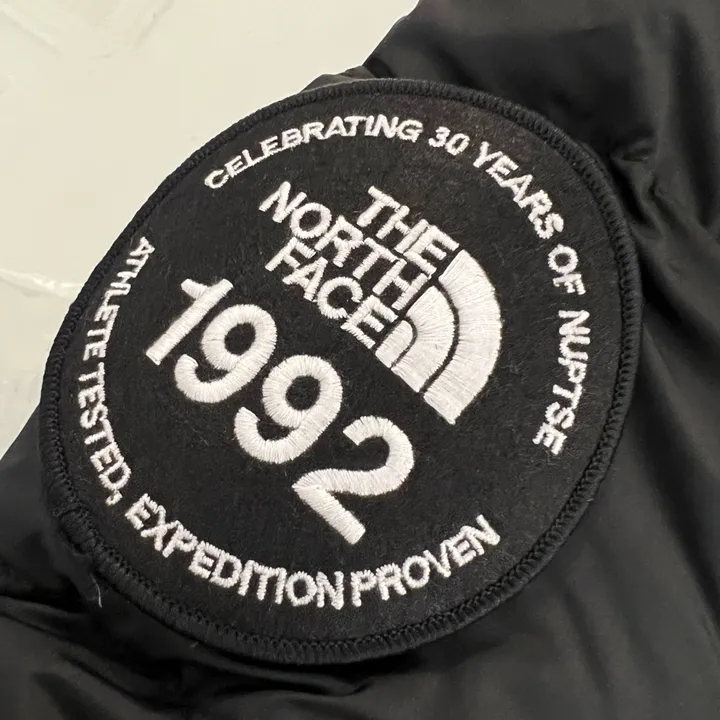 CELEBRATING 30 YEARS OF NUPTSE
THE
NORTH
FACE
1992
ATHLETE TESTED, EXPEDITION PROVEN